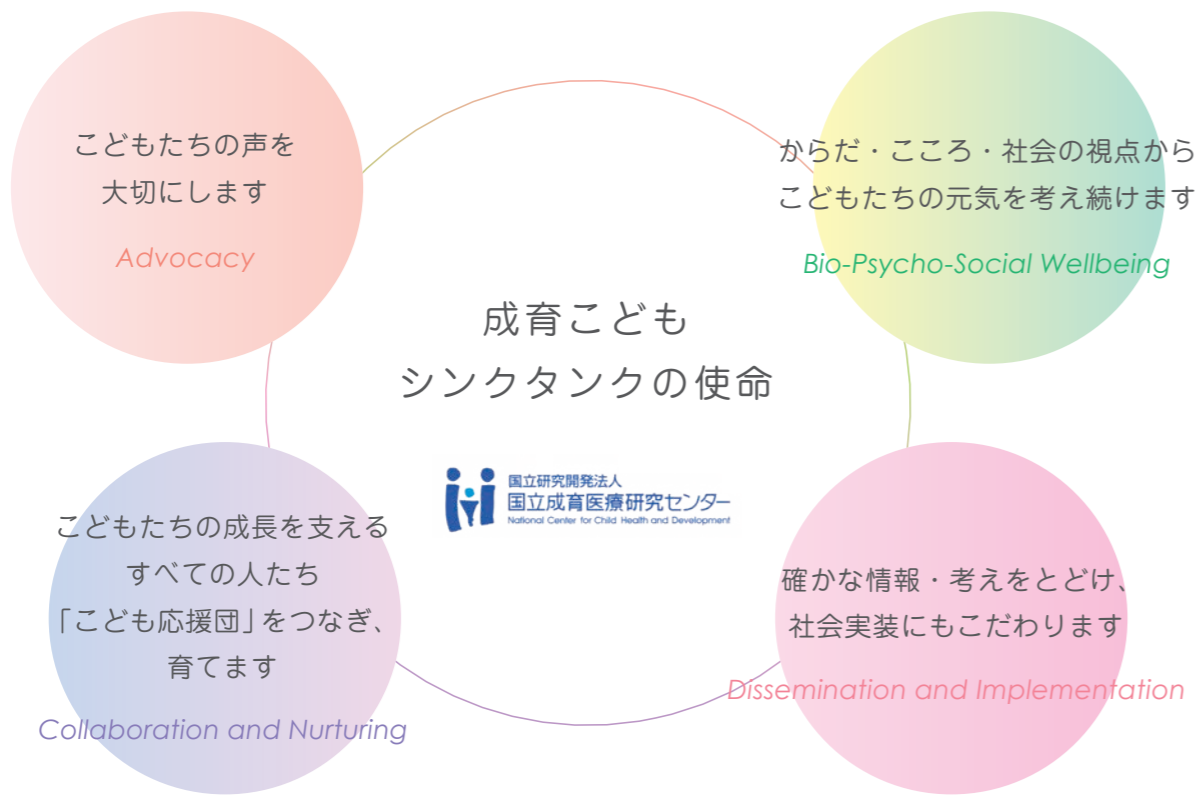 こどもたちの声を
大切にします
Advocacy
からだ・こころ・社会の視点から
こどもたちの元気を考え続けます
Bio-Psycho-Social Wellbeing
成育こども
シンクタンクの使命
国立研究開発法人
国立成育医療研究センター
National Center for Child Health and Development
こどもたちの成長を支える
すべての人たち
「こども応援団」をつなぎ、
育てます
Collaboration and Nurturing
確かな情報・考えをとどけ、
社会実装にもこだわります
Dissemination and Implementation